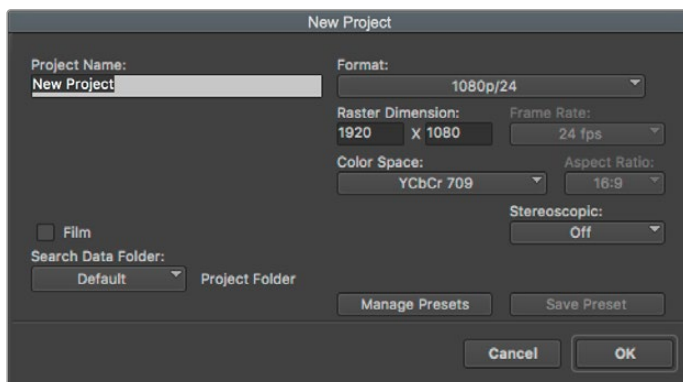 New Project
Project Name:
New Project
Format:
1080p/24
Raster Dimension:
1920 X 1080
Frame Rate:
24 fps
Color Space:
YCbCr 709
Aspect Ratio:
16:9
Stereoscopic:
Off
Film
Search Data Folder:
Default
Project Folder
Manage Presets
Save Preset
Cancel
OK